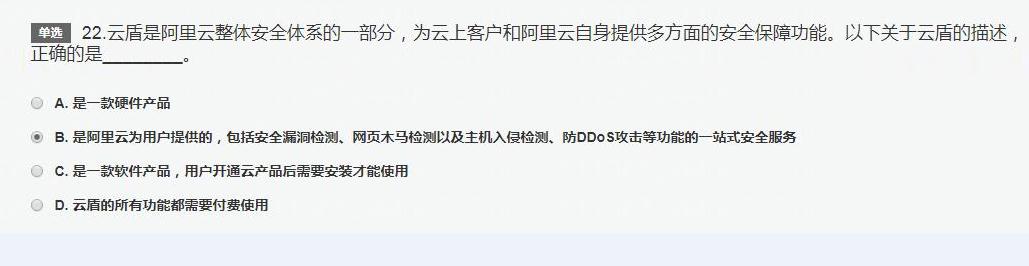 单选 22.云盾是阿里云整体安全体系的一部分，为云上客户和阿里云自身提供多方面的安全保障功能。以下关于云盾的描述，
正确的是________。
A. 是一款硬件产品
B. 是阿里云为用户提供的，包括安全漏洞检测、网页木马检测以及主机入侵检测、防DDoS攻击等功能的一站式安全服务
C. 是一款软件产品，用户开通云产品后需要安装才能使用
D. 云盾的所有功能都需要付费使用